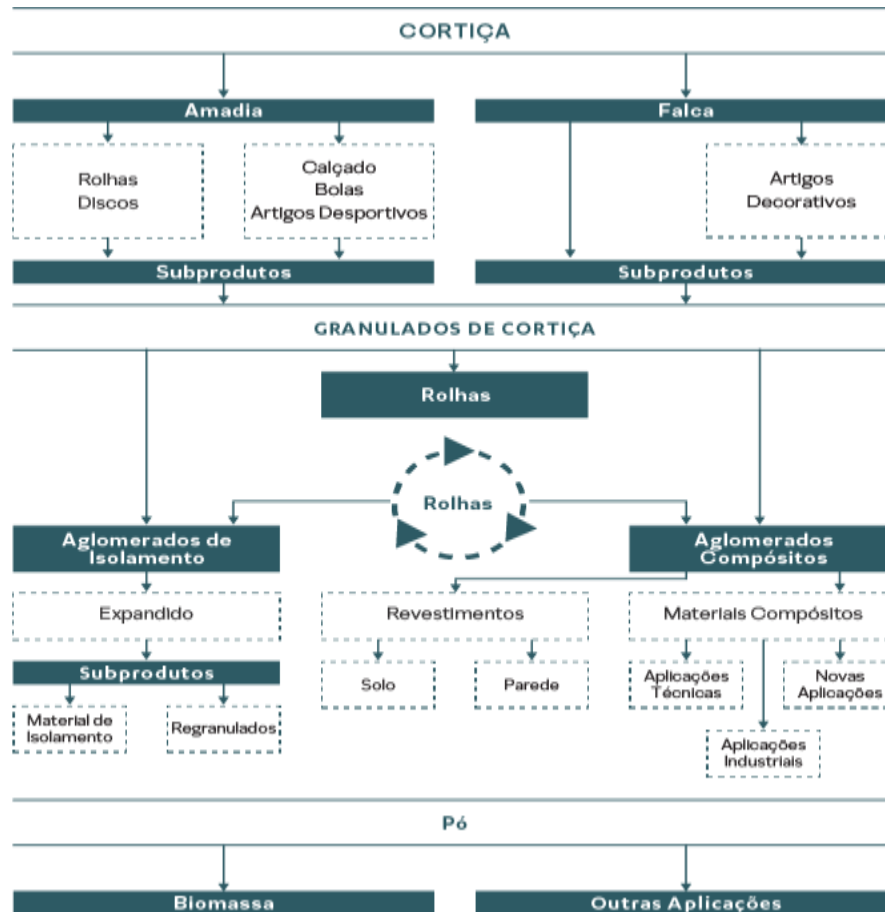 CORTIÇA
Amadia
Falca
Rolhas
Discos
Calçado
Bolas
Artigos Desportivos
Artigos
Decorativos
Subprodutos
Subprodutos
GRANULADOS DE CORTIÇA
Rolhas
Rolhas
Aglomerados de
Isolamento
Aglomerados
Compósitos
Expandido
Revestimentos
Materiais Compósitos
Subprodutos
Material de
Isolamento
Regranulados
Solo
Parede
Aplicações
Técnicas
Novas
Aplicações
Aplicações
Industriais
Pó
Biomassa
Outras Aplicações